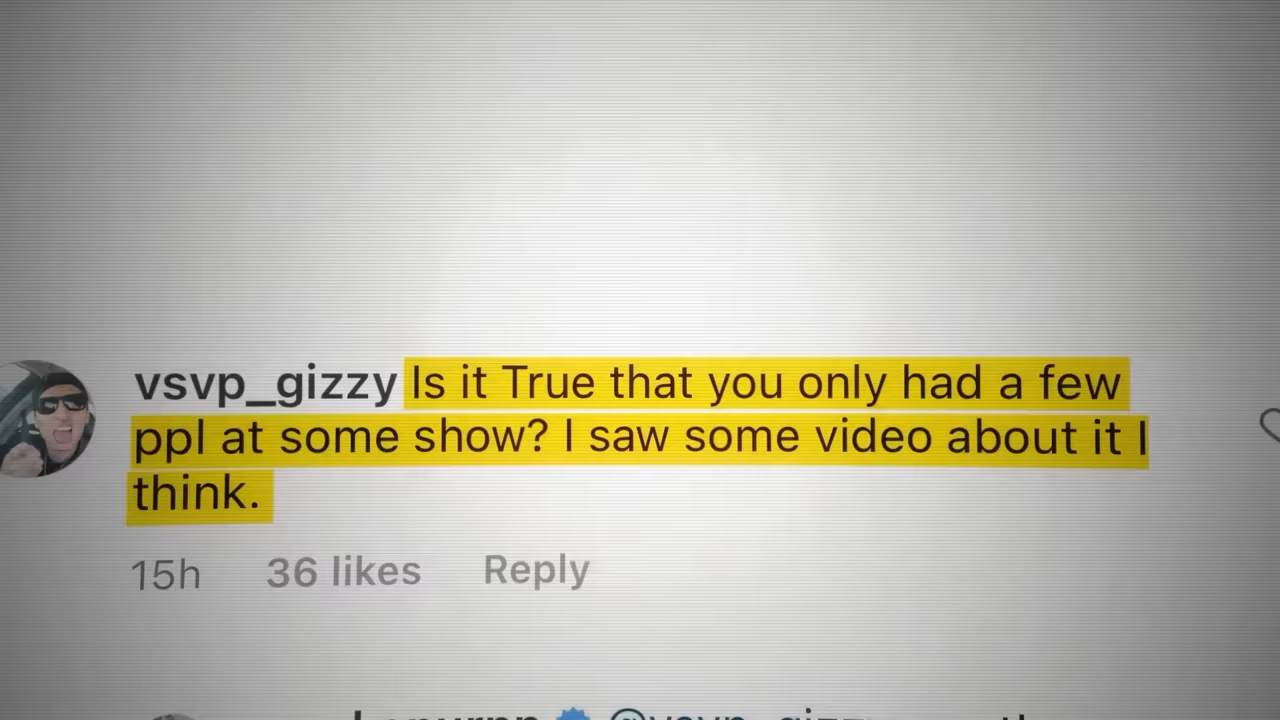 vsvp_gizzy Is it True that you only had a few
ppl at some show? I saw some video about it I
think.
15h 36 likes Reply